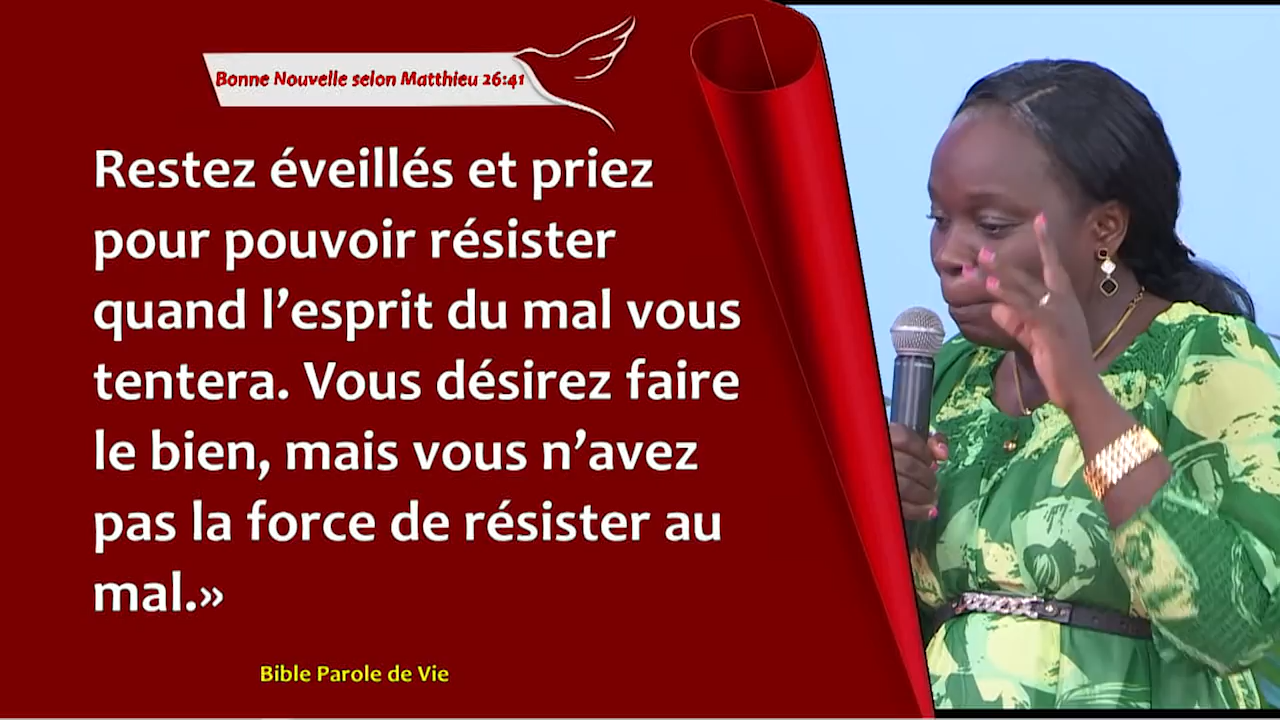 Bonne Nouvelle selon Matthieu 26:41
Restez éveillés et priez
pour pouvoir résister
quand l’esprit du mal vous
tentera. Vous désirez faire
le bien, mais vous n’avez
pas la force de résister au
mal.»
Bible Parole de Vie